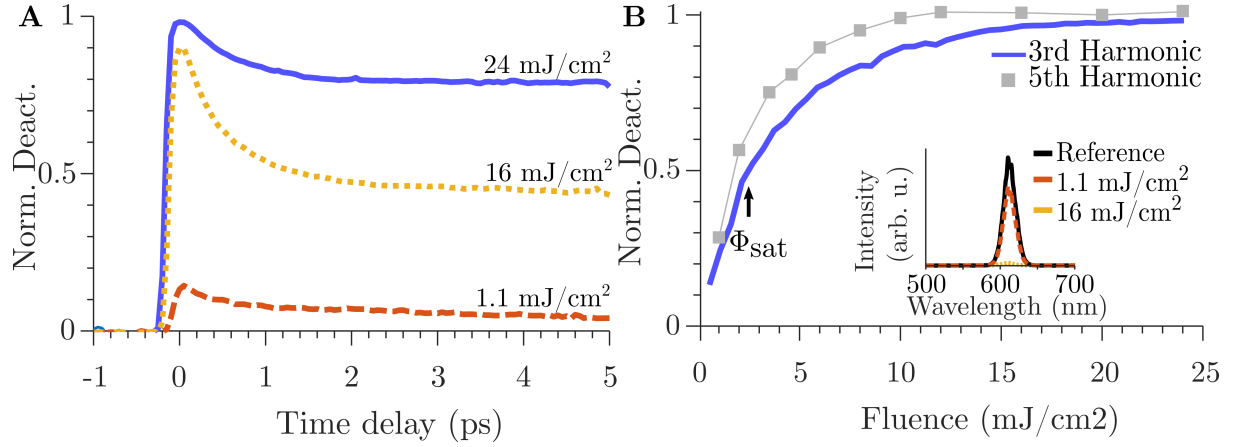 A
Norm. Deact.
1
0.5
0
24 mJ/cm²
16 mJ/cm²
1.1 mJ/cm²
-1 0 1 2 3 4 5
Time delay (ps)
B
Norm. Deact.
1
0.5
0
3rd Harmonic
5th Harmonic
Φsat
Reference
1.1 mJ/cm²
16 mJ/cm²
Intensity
(arb. u.)
500 600 700
Wavelength (nm)
0 5 10 15 20 25
Fluence (mJ/cm2)